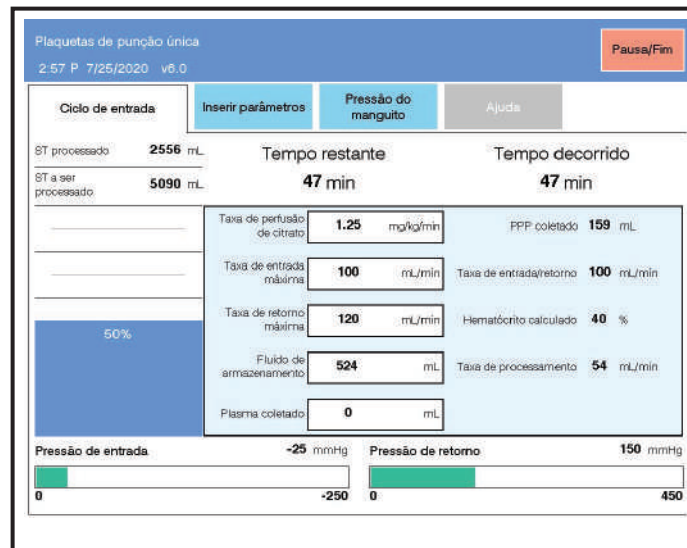 Plaquetas de punção única
2:57 P 7/25/2020 v6.0
Pausa/Fim
Ciclo de entrada
Inserir parâmetros
Pressão do
manguito
Ajuda
ST processado 2556 mL
ST a ser
processado 5090 mL
Tempo restante
47 min
Tempo decorrido
47 min
50%
Taxa de perfusão
de citrato 1.25 mg/kg/min
Taxa de entrada
máxima 100 mL/min
Taxa de retorno
máxima 120 mL/min
Fluido de
armazenamento 524 mL
Plasma coletado 0 mL
PPP coletado 159 mL
Taxa de entrada/retorno 100 mL/min
Hematócrito calculado 40 %
Taxa de processamento 54 mL/min
Pressão de entrada -25 mmHg
0 -250
Pressão de retorno 150 mmHg
0 450